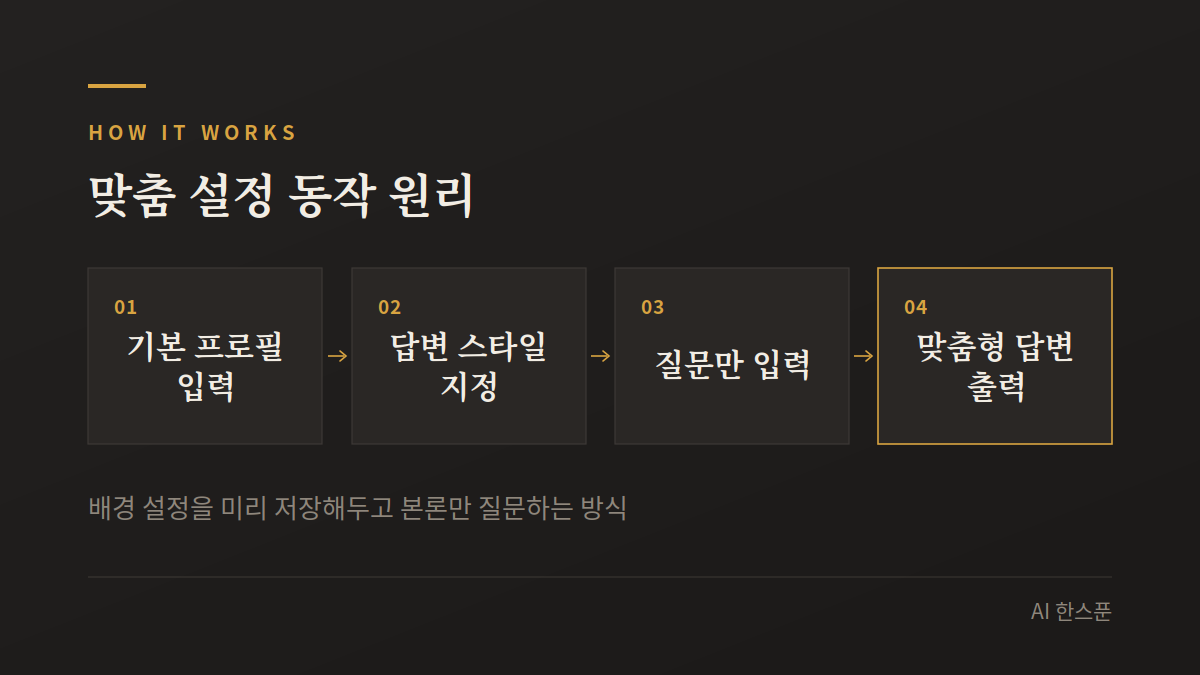 HOW IT WORKS
맞춤 설정 동작 원리
01
기본 프로필
입력
→
02
답변 스타일
지정
→
03
질문만 입력
→
04
맞춤형 답변
출력
배경 설정을 미리 저장해두고 본론만 질문하는 방식
AI 한스푼